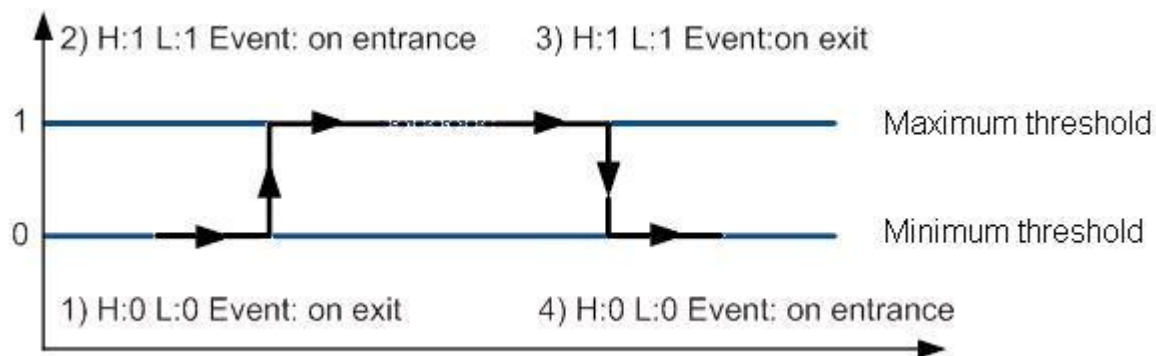 2) H:1 L:1 Event: on entrance
3) H:1 L:1 Event:on exit
1
Maximum threshold
0
Minimum threshold
1) H:0 L:0 Event: on exit
4) H:0 L:0 Event: on entrance